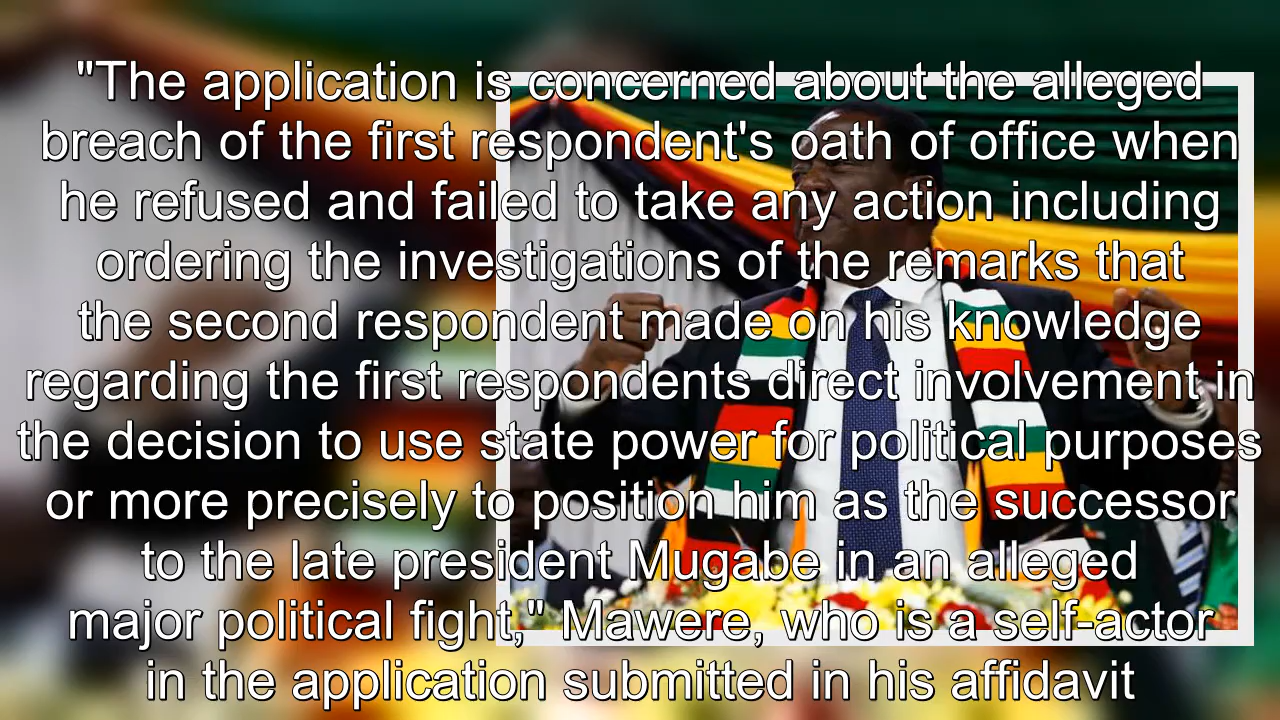 "The application is concerned about the alleged
breach of the first respondent's oath of office when
he refused and failed to take any action including
ordering the investigations of the remarks that
the second respondent made on his knowledge
regarding the first respondents direct involvement in
the decision to use state power for political purposes
or more precisely to position him as the successor
to the late president Mugabe in an alleged
major political fight," Mawere, who is a self-actor
in the application submitted in his affidavit